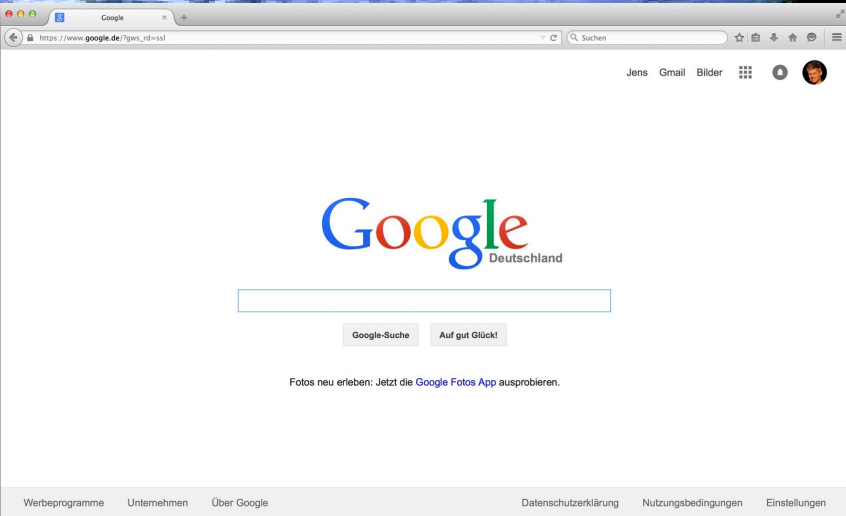 Google
https://www.google.de/?gws_rd=ssl
Suchen
Jens Gmail Bilder
Google
Deutschland
Google-Suche Auf gut Glück!
Fotos neu erleben: Jetzt die Google Fotos App ausprobieren.
Werbeprogramme Unternehmen Über Google Datenschutzerklärung Nutzungsbedingungen Einstellungen